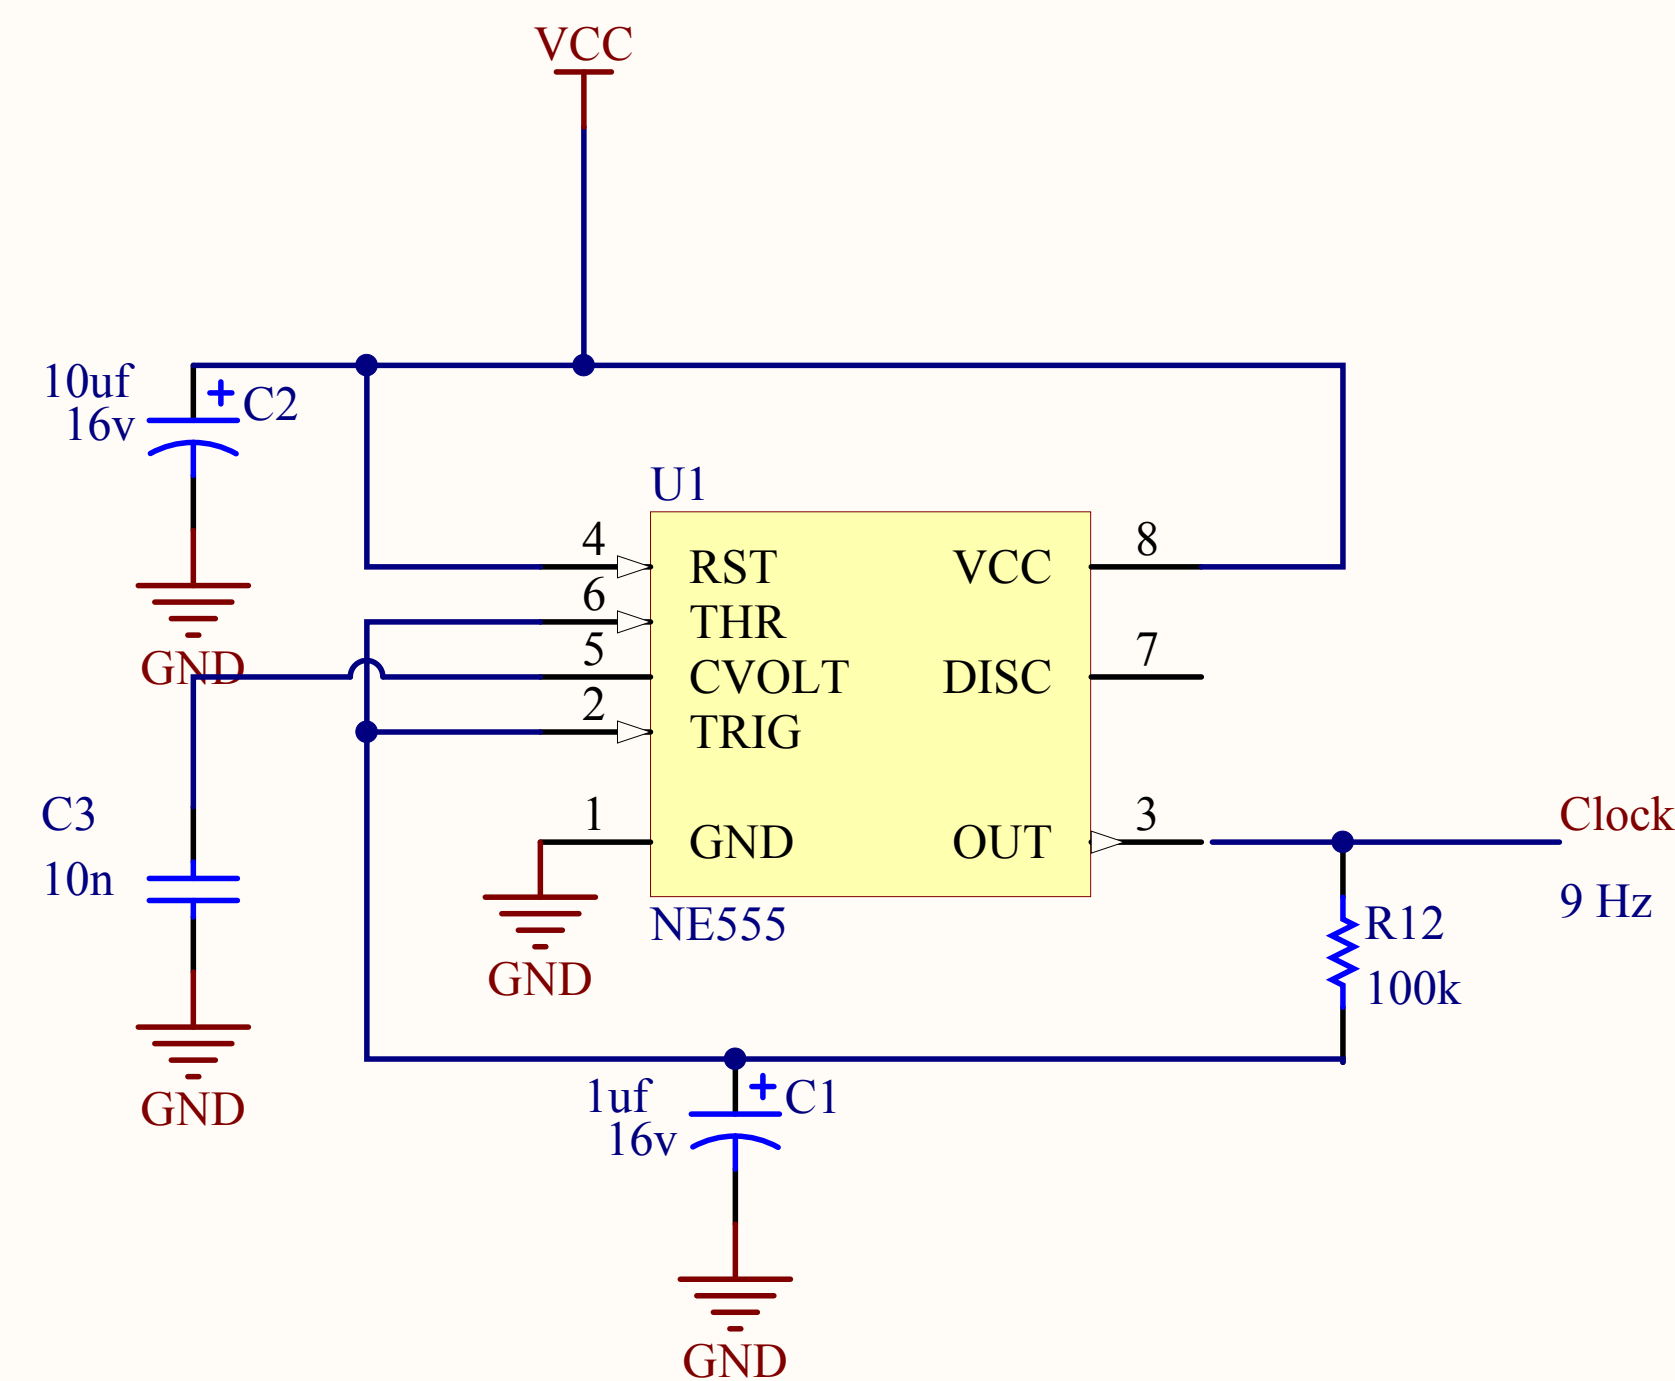 VCC
10uf
16v
C2
GND
U1
4
RST
VCC
8
6
THR
5
CVOLT
DISC
7
2
TRIG
1
GND
OUT
3
Clock
9 Hz
NE555
GND
C3
10n
GND
R12
100k
1uf
16v
C1
GND